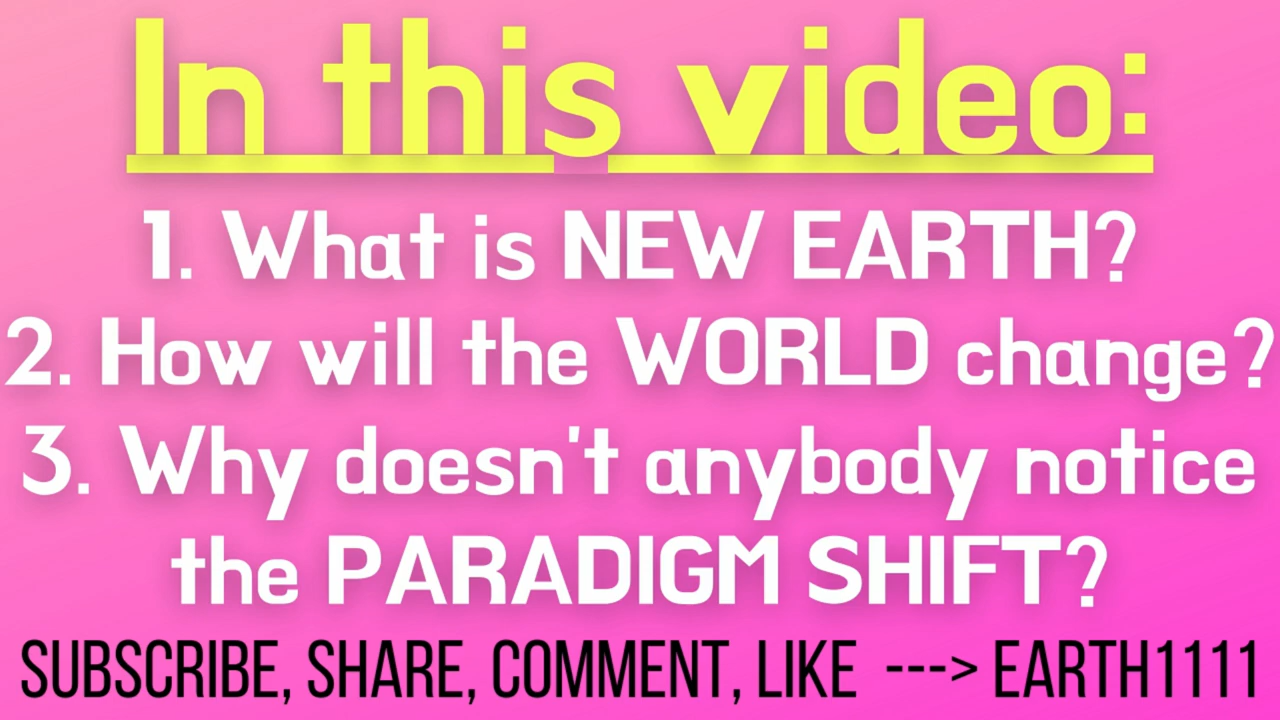 In this video:
1. What is NEW EARTH?
2. How will the WORLD change?
3. Why doesn't anybody notice
the PARADIGM SHIFT?
SUBSCRIBE, SHARE, COMMENT, LIKE ---> EARTH1111